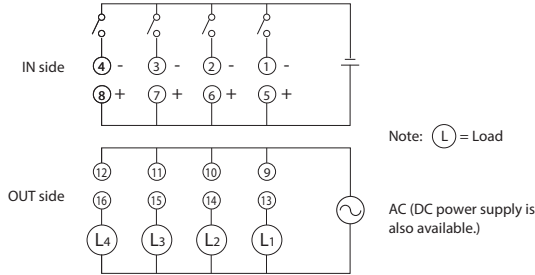 IN side
4 - 3 - 2 - 1 -
8 + 7 + 6 + 5 +
Note: L = Load
12 11 10 9
OUT side
16 15 14 13
AC (DC power supply is
also available.)
L4 L3 L2 L1